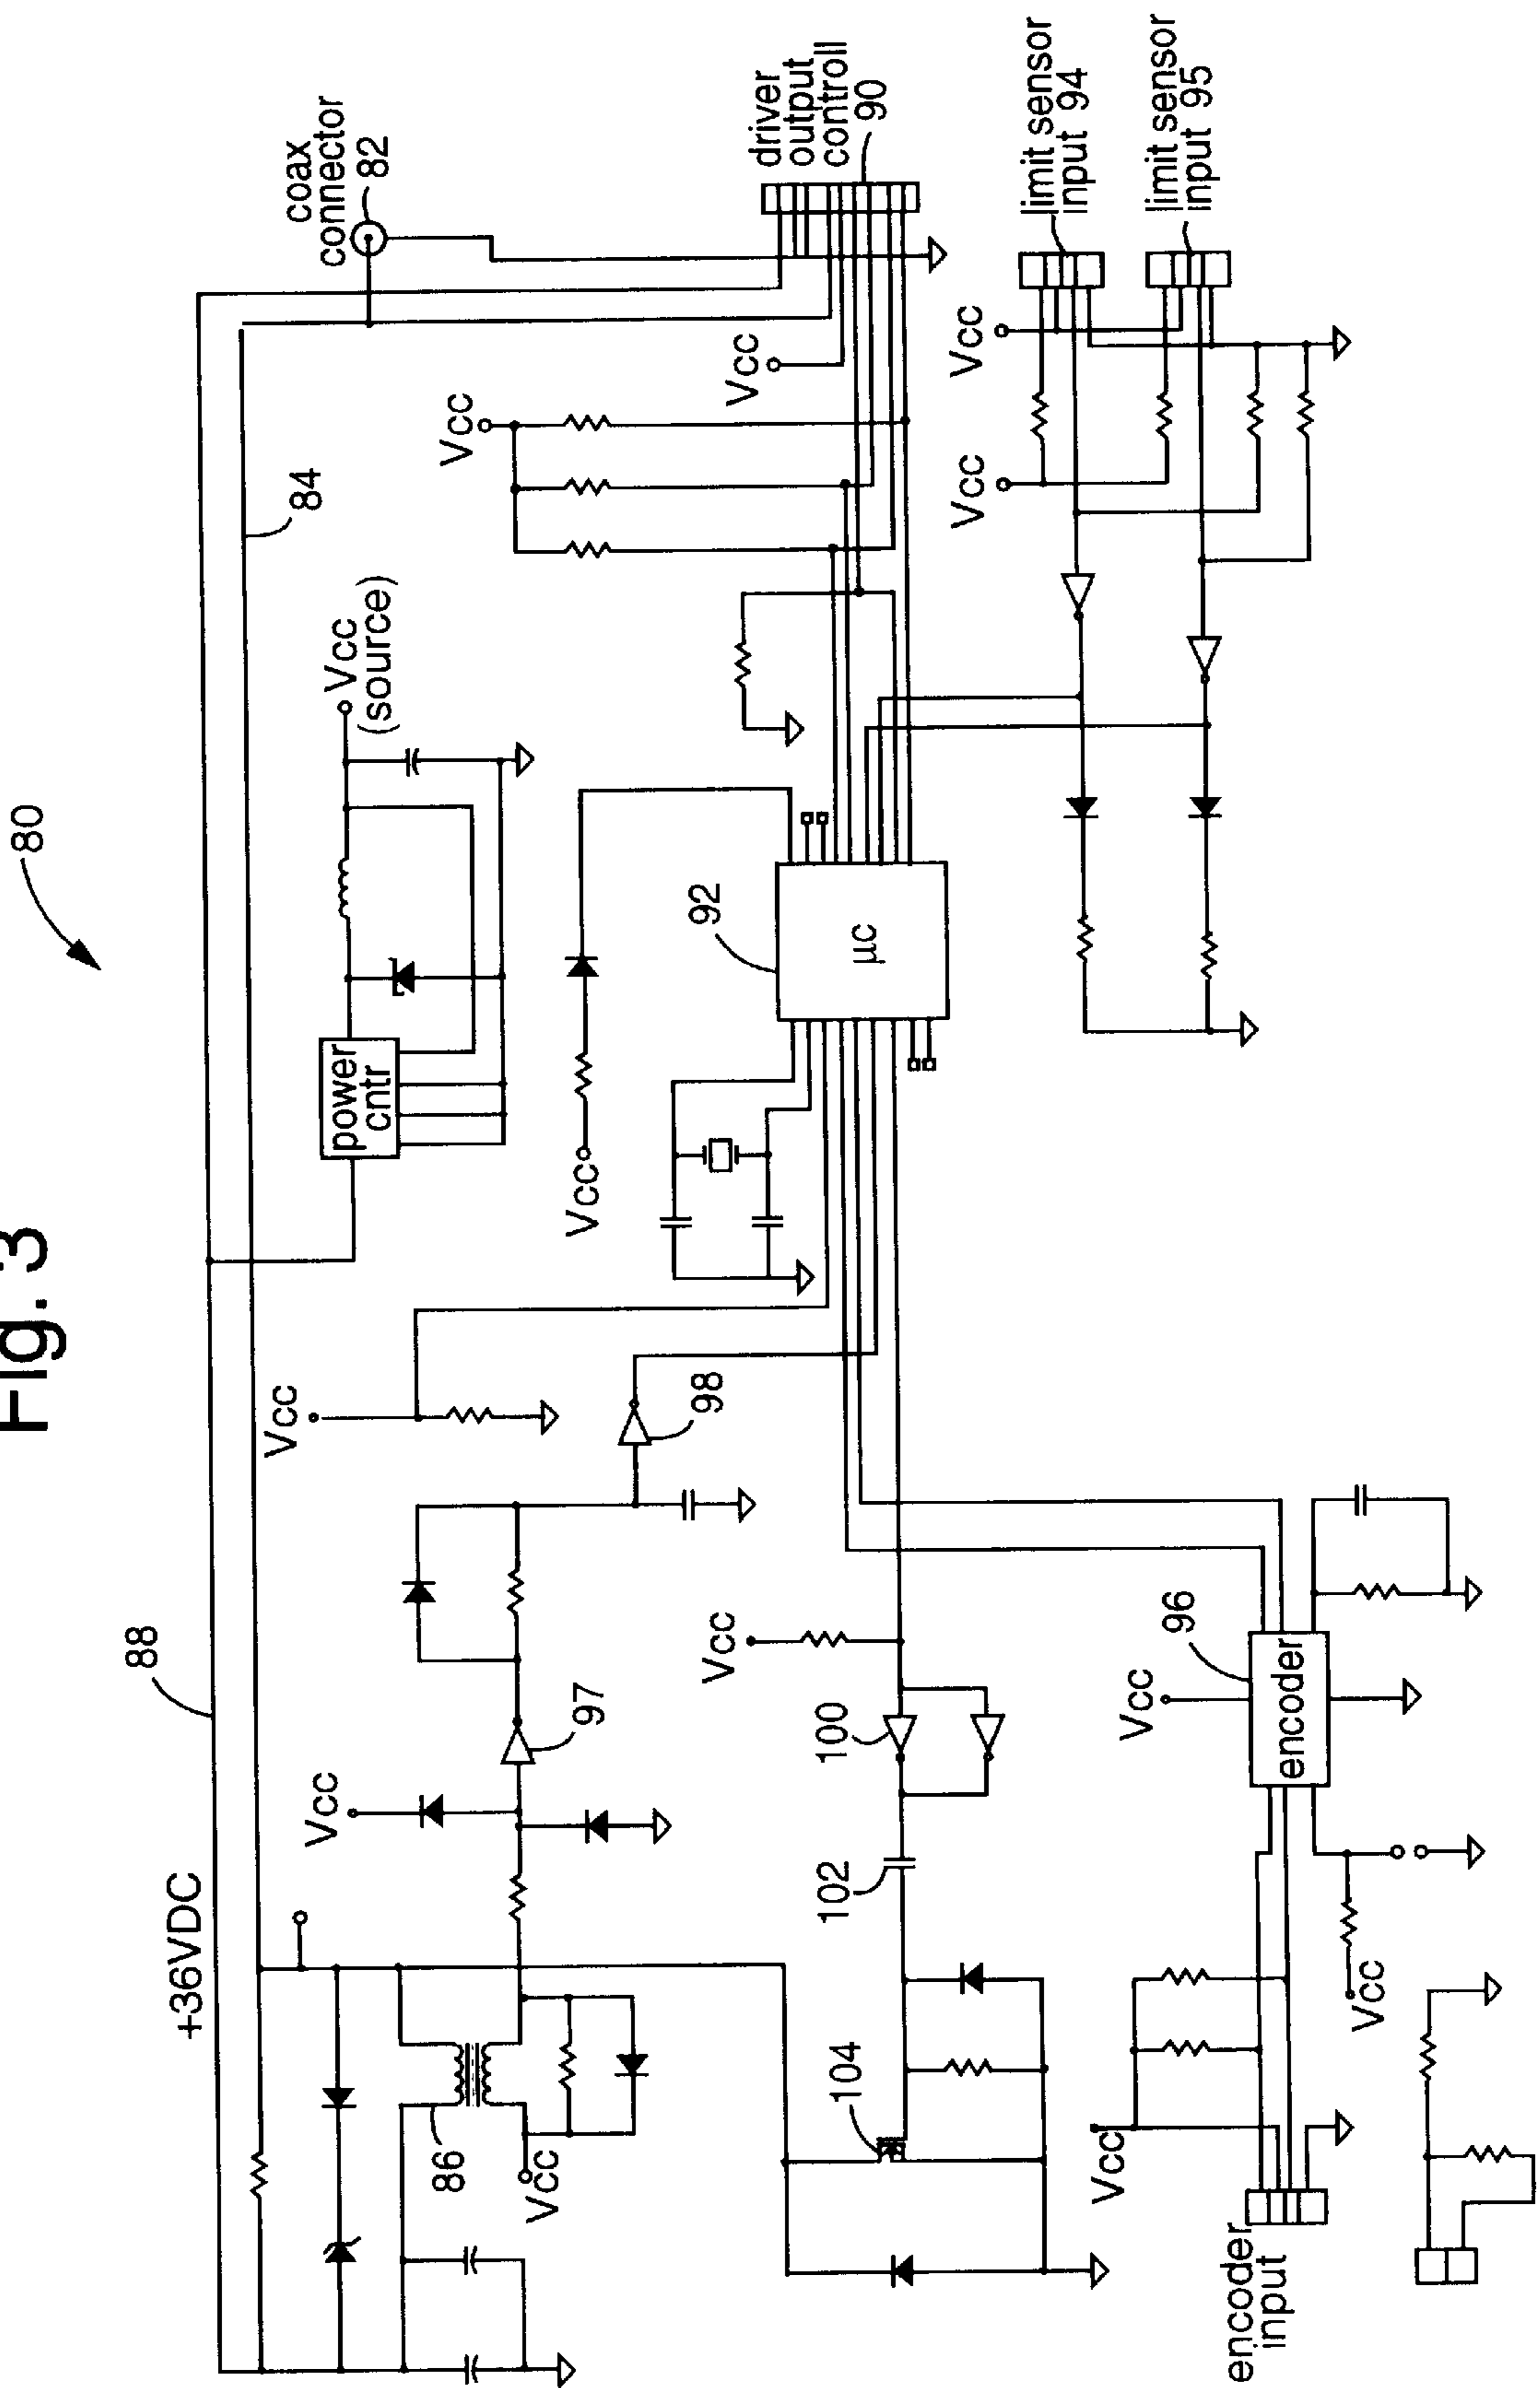 Fig. 3
80
88
+36VDC
84
coax
connector
82
Vcc
(source)
power
cntr
Vcc
Vcc
driver
output
controll
90
Vcc
Vcc
97
98
Vcc
86
Vcc
92
µc
Vcc
limit sensor
input 94
Vcc
Vcc
limit sensor
input 95
Vcc
100
102
104
Vcc
96
encoder
Vcc
Vcc
encoder
input